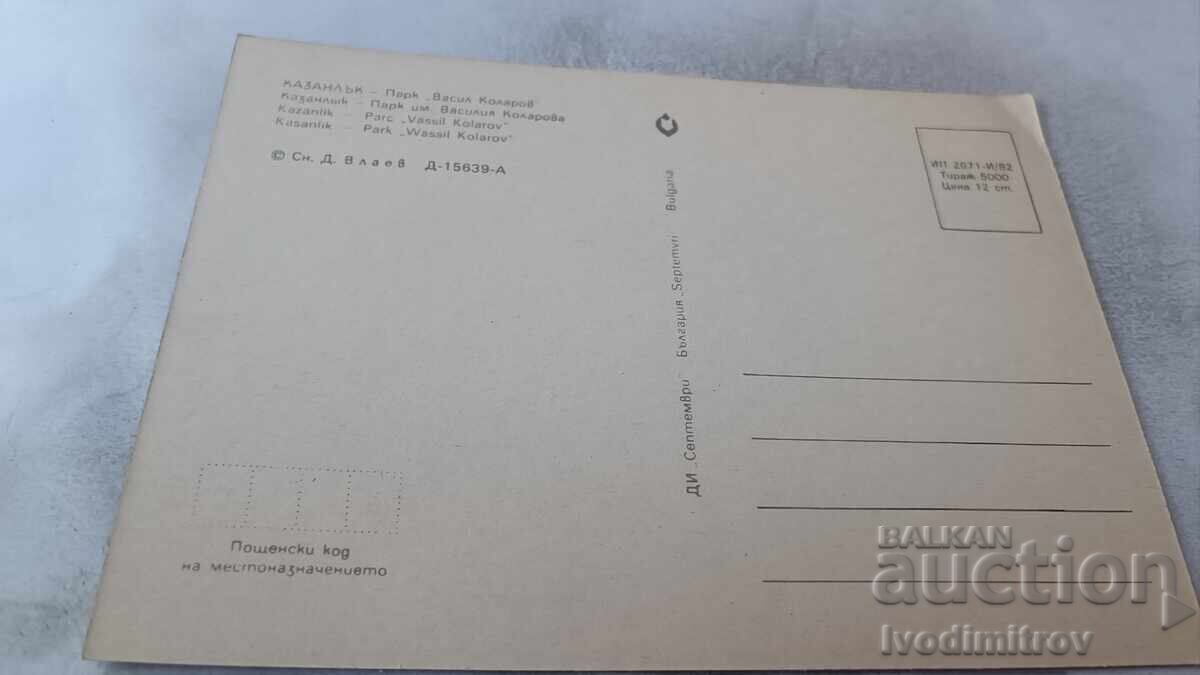 КАЗАНЛЪК – Парк „Васил Коларов"
Казанлык – Парк им. Василия Коларова
Kazanlik – Parc „Vassil Kolarov"
Kasanlik – Park „Wassil Kolarov"
© Сн. Д. Влаев Д-15639-А
ДИ „Септември" България „Septemvri" Bulgaria
ИП 2071-И/82
Тираж 5000
Цена 12 ст.
Пощенски код
на местоназначението
BALKAN
auction
Ivodimitrov